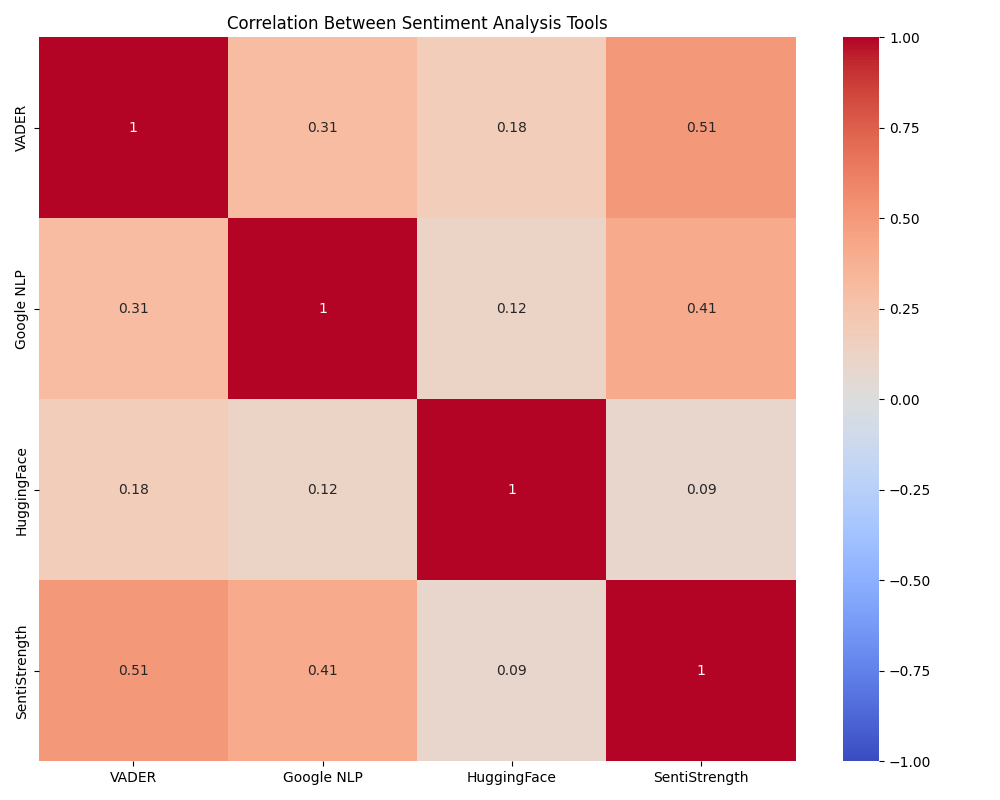 Correlation Between Sentiment Analysis Tools
VADER
1
0.31
0.18
0.51
Google NLP
0.31
1
0.12
0.41
HuggingFace
0.18
0.12
1
0.09
SentiStrength
0.51
0.41
0.09
1
VADER
Google NLP
HuggingFace
SentiStrength
1.00
0.75
0.50
0.25
0.00
−0.25
−0.50
−0.75
−1.00